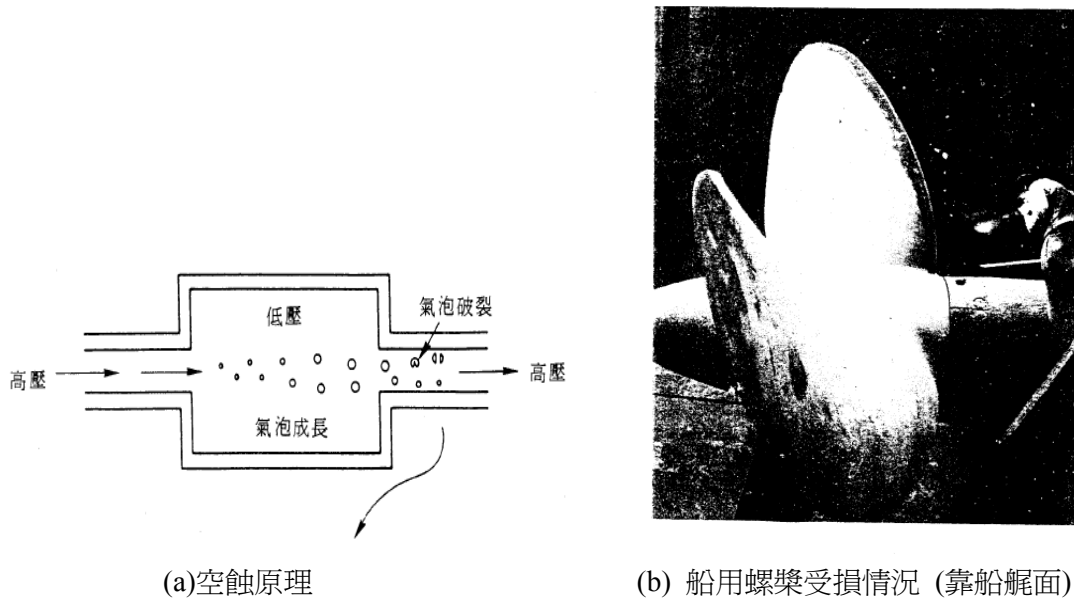 低壓
氣泡破裂
高壓
高壓
氣泡成長
(a)空蝕原理
(b) 船用螺槳受損情況 (靠船艉面)